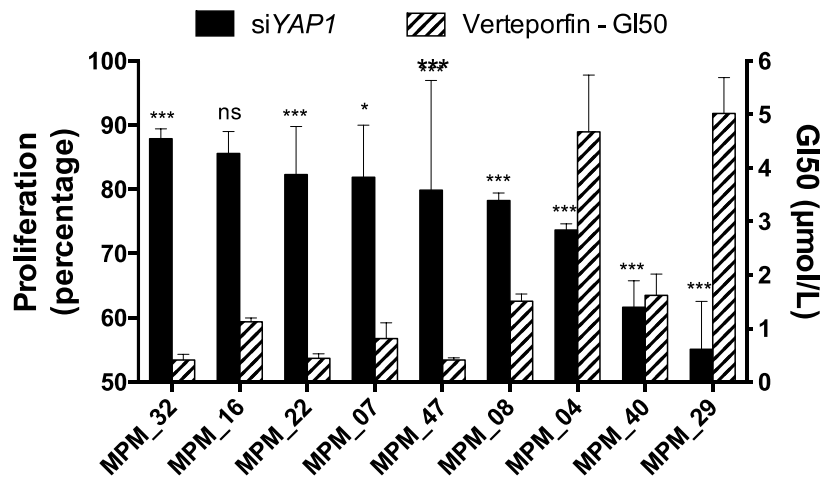 siYAP1 Verteporfin - GI50
100 6
90 5
80 4
70 3
60 2
50 1
0
Proliferation
(percentage)
GI50 (µmol/L)
*** ns *** * *** *** *** *** ***
MPM_32 MPM_16 MPM_22 MPM_07 MPM_47 MPM_08 MPM_04 MPM_40 MPM_29